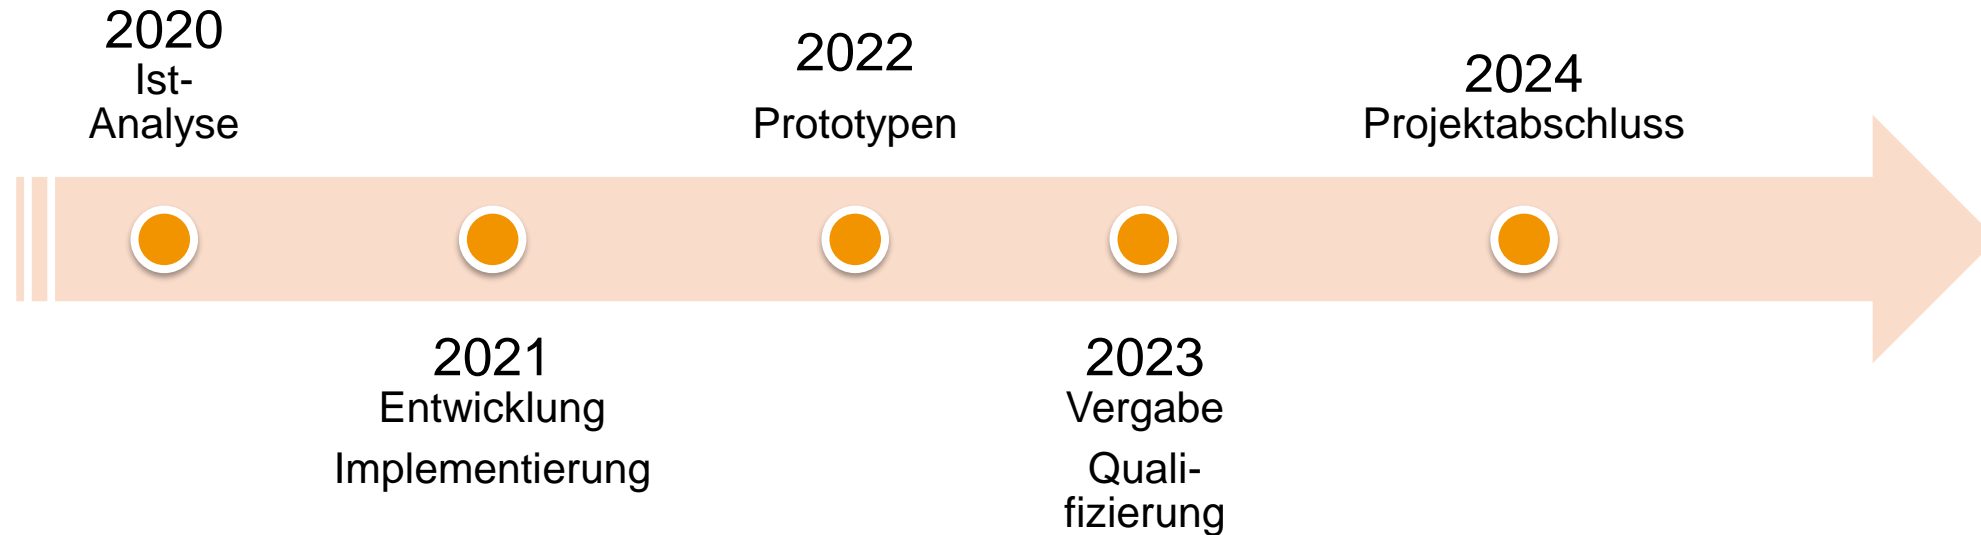 2020
Ist-
Analyse
2021
Entwicklung
Implementierung
2022
Prototypen
2023
Vergabe
Quali-
fizierung
2024
Projektabschluss